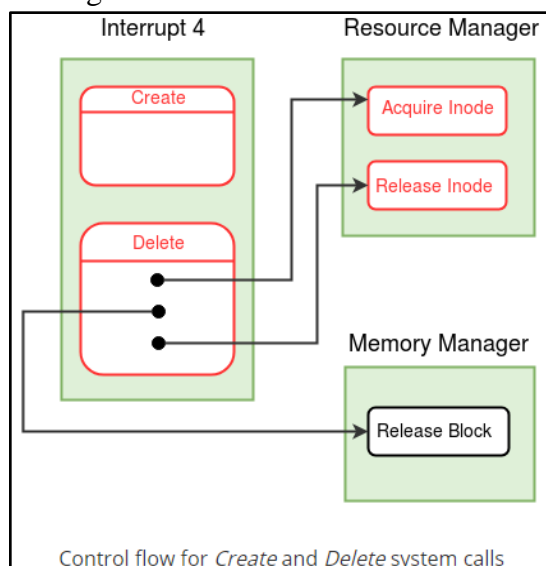 Interrupt 4
Resource Manager
Create
Acquire Inode
Release Inode
Delete
Memory Manager
Release Block
Control flow for Create and Delete system calls